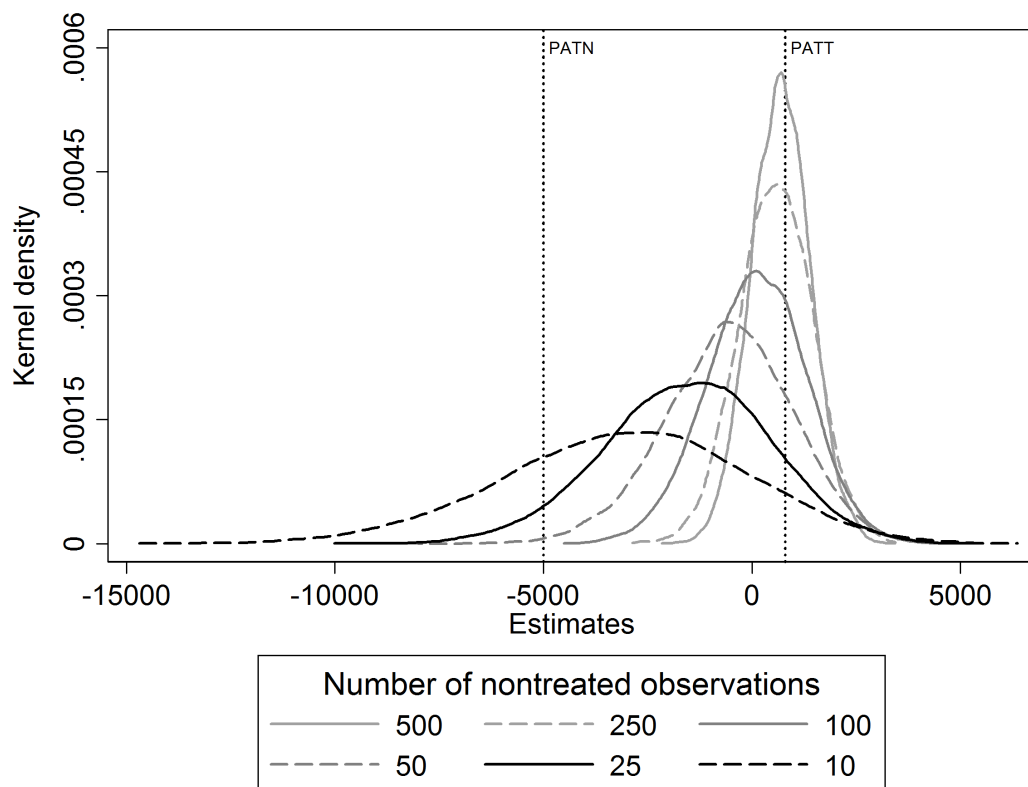 PATN
PATT
.0006
.00045
.0003
.00015
0
Kernel density
-15000 -10000 -5000 0 5000
Estimates
Number of nontreated observations
500 250 100
50 25 10